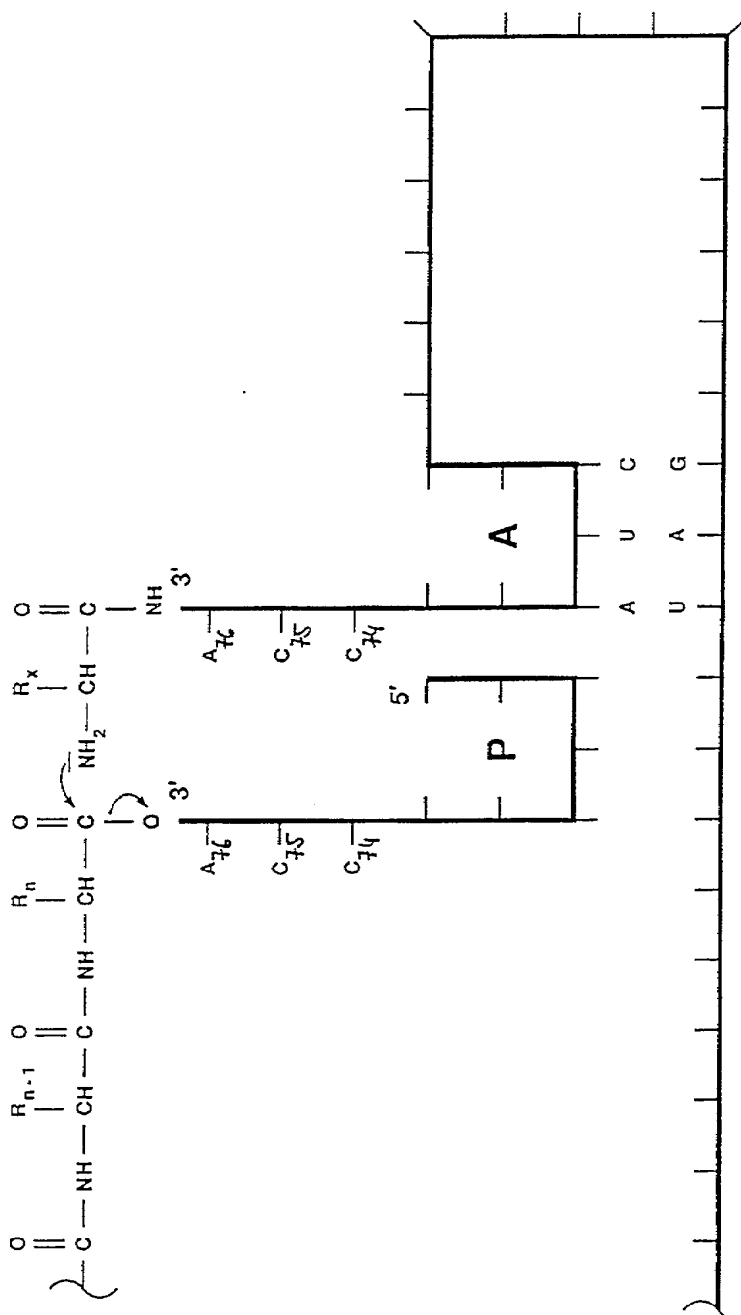 O R n-1 O R n O R x O
C NH CH C NH CH C NH2 CH C
O NH
3' 3'
A76 A76
C75 C75
C74 C74
5'
P A
A U C
U A G